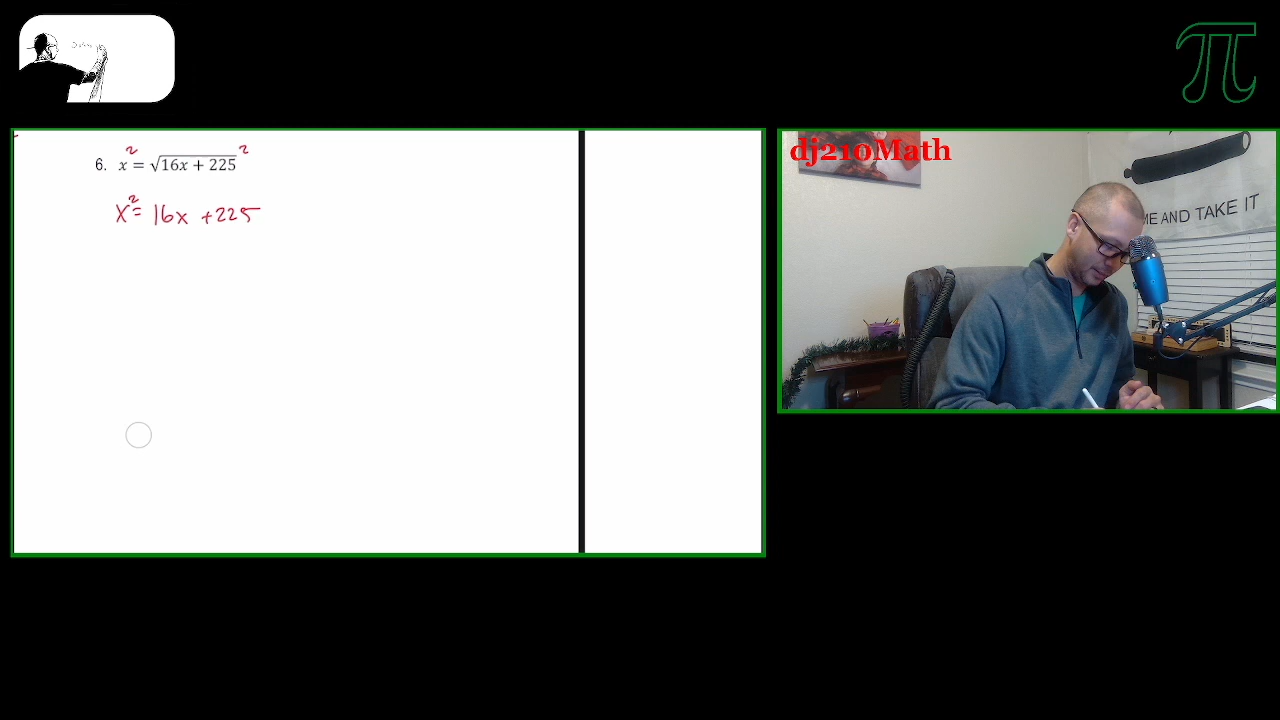 dj210Math
ME AND TAKE IT
6. x² = √16x + 225²
x² = 16x + 225